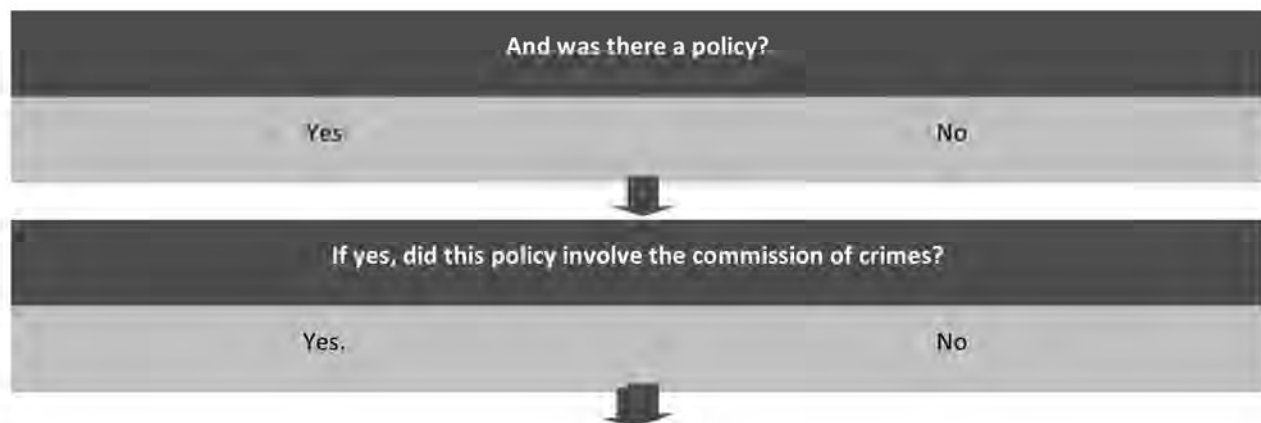 And was there a policy?
Yes No
If yes, did this policy involve the commission of crimes?
Yes. No